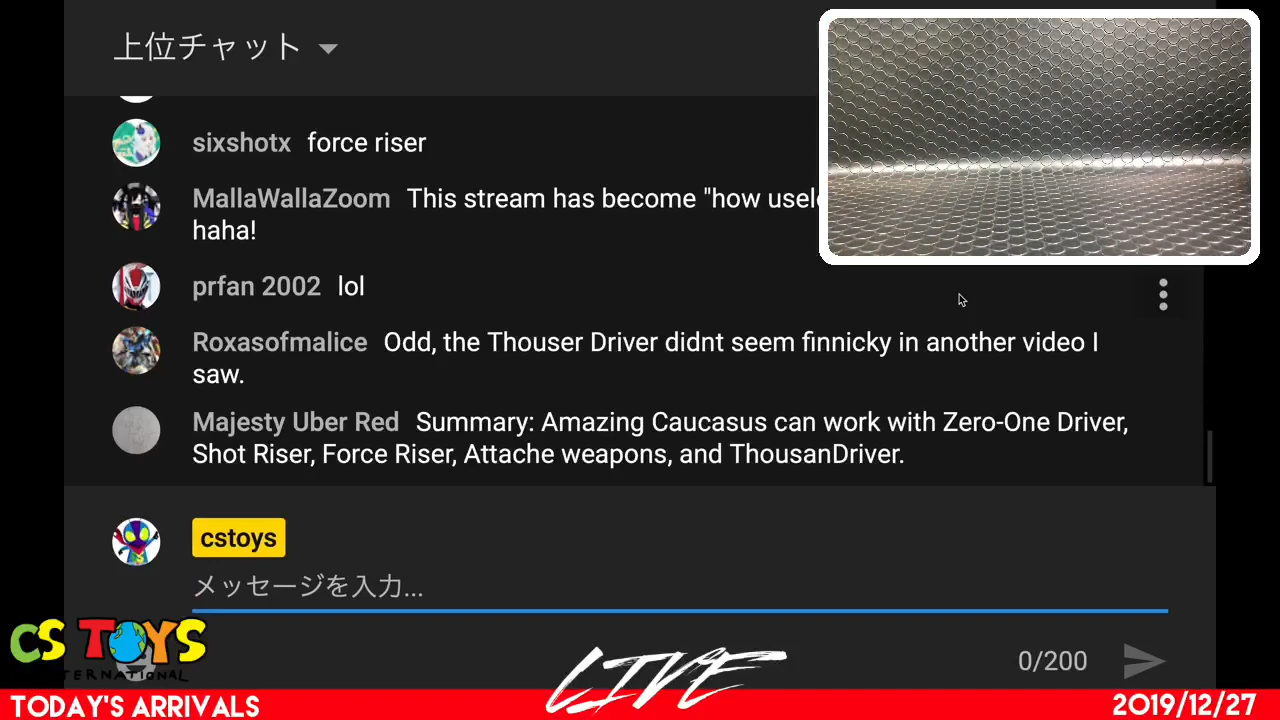 上位チャット
sixshotx force riser
MallaWallaZoom This stream has become "how
haha!
prfan 2002 lol
Roxasofmalice Odd, the Thouser Driver didnt seem finnicky in another video I
saw.
Majesty Uber Red Summary: Amazing Caucasus can work with Zero-One Driver,
Shot Riser, Force Riser, Attache weapons, and ThousanDriver.
cstoys
メッセージを入力...
CS TOYS
INTERNATIONAL
LIVE
0/200
TODAY'S ARRIVALS
2019/12/27